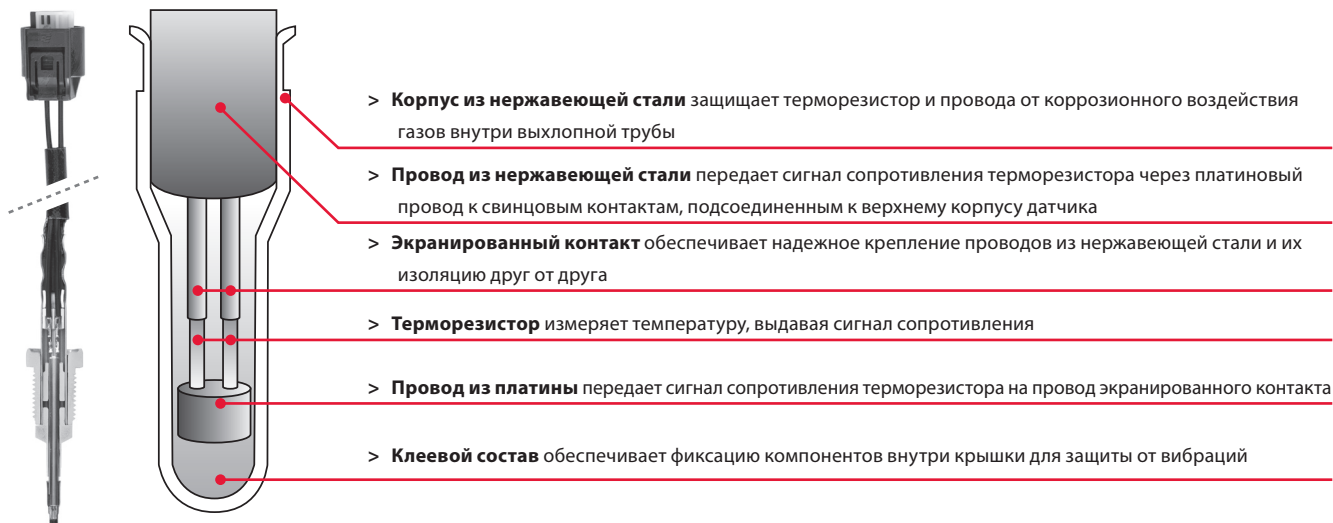 > Корпус из нержавеющей стали защищает терморезистор и провода от коррозионного воздействия
газов внутри выхлопной трубы
> Провод из нержавеющей стали передает сигнал сопротивления терморезистора через платиновый
провод к свинцовым контактам, подсоединенным к верхнему корпусу датчика
> Экранированный контакт обеспечивает надежное крепление проводов из нержавеющей стали и их
изоляцию друг от друга
> Терморезистор измеряет температуру, выдавая сигнал сопротивления
> Провод из платины передает сигнал сопротивления терморезистора на провод экранированного контакта
> Клеевой состав обеспечивает фиксацию компонентов внутри крышки для защиты от вибраций